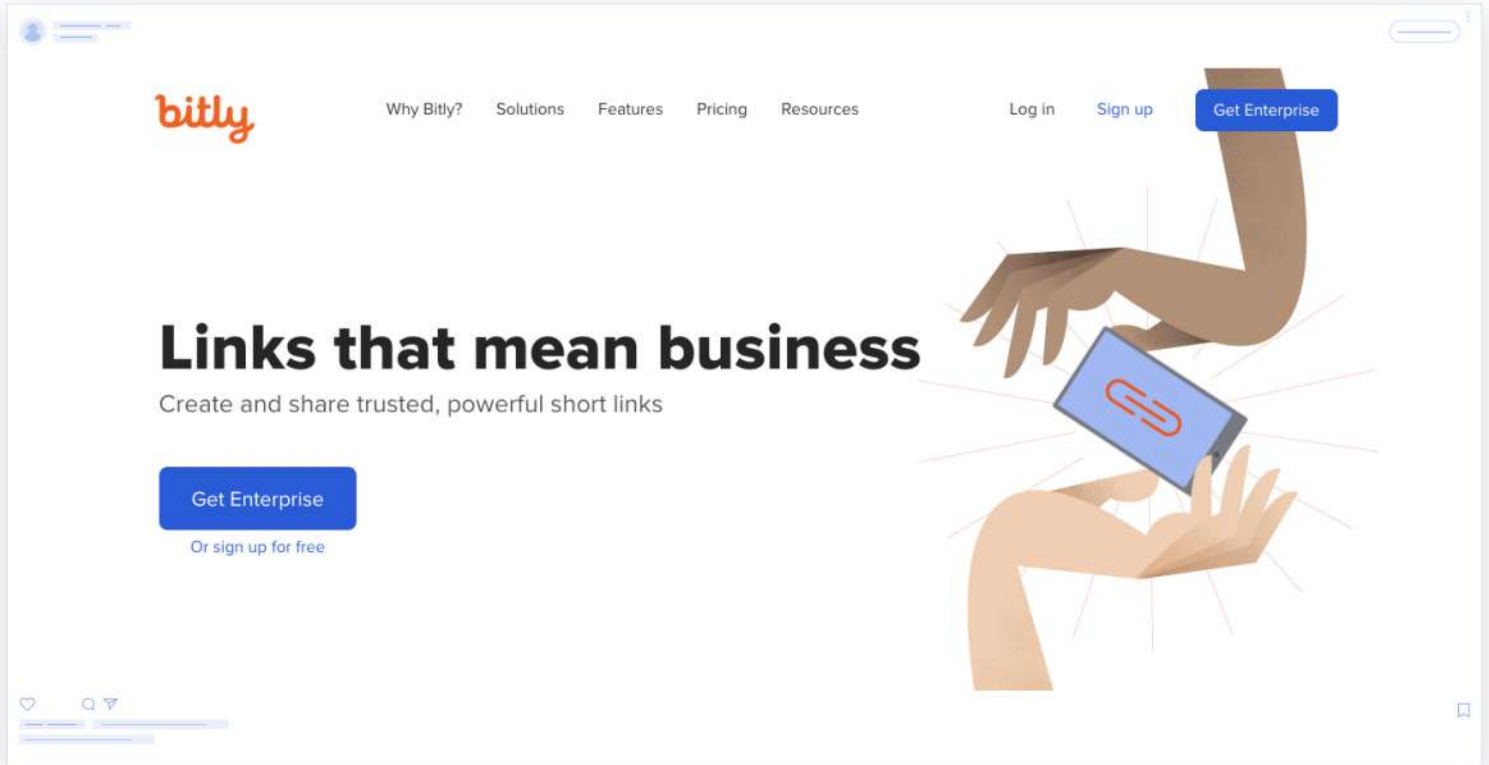 bitly
Why Bitly? Solutions Features Pricing Resources Log in Sign up Get Enterprise
Links that mean business
Create and share trusted, powerful short links
Get Enterprise
Or sign up for free